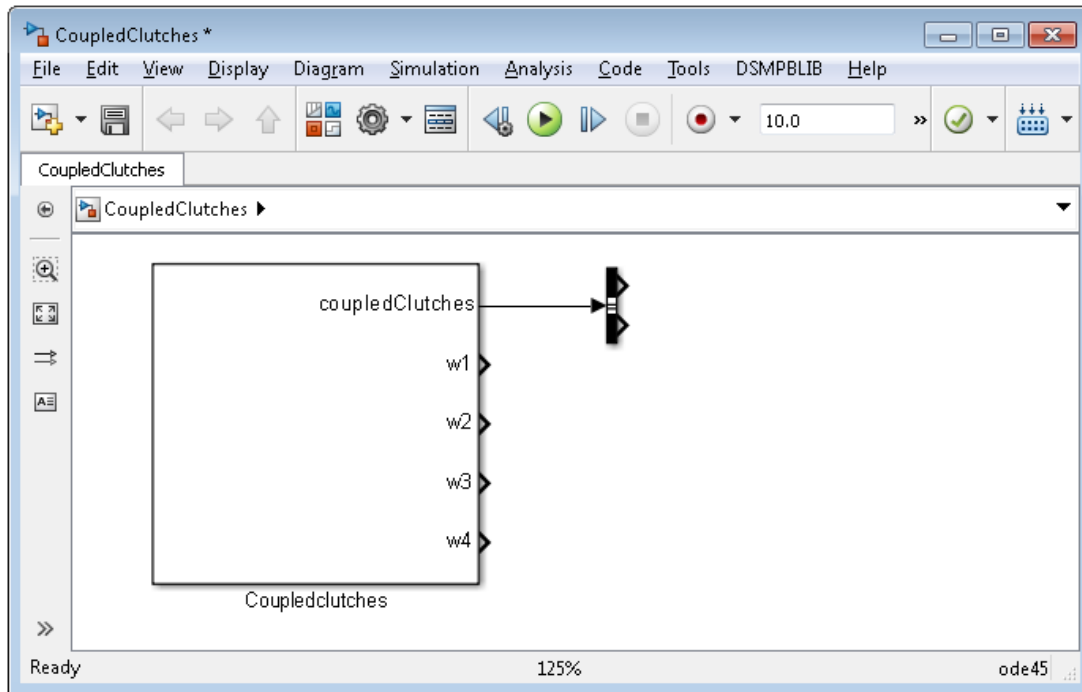 CoupledClutches *
File Edit View Display Diagram Simulation Analysis Code Tools DSMPBLIB Help
10.0 »
CoupledClutches
CoupledClutches
coupledClutches
w1
w2
w3
w4
Coupledclutches
»
Ready 125% ode45